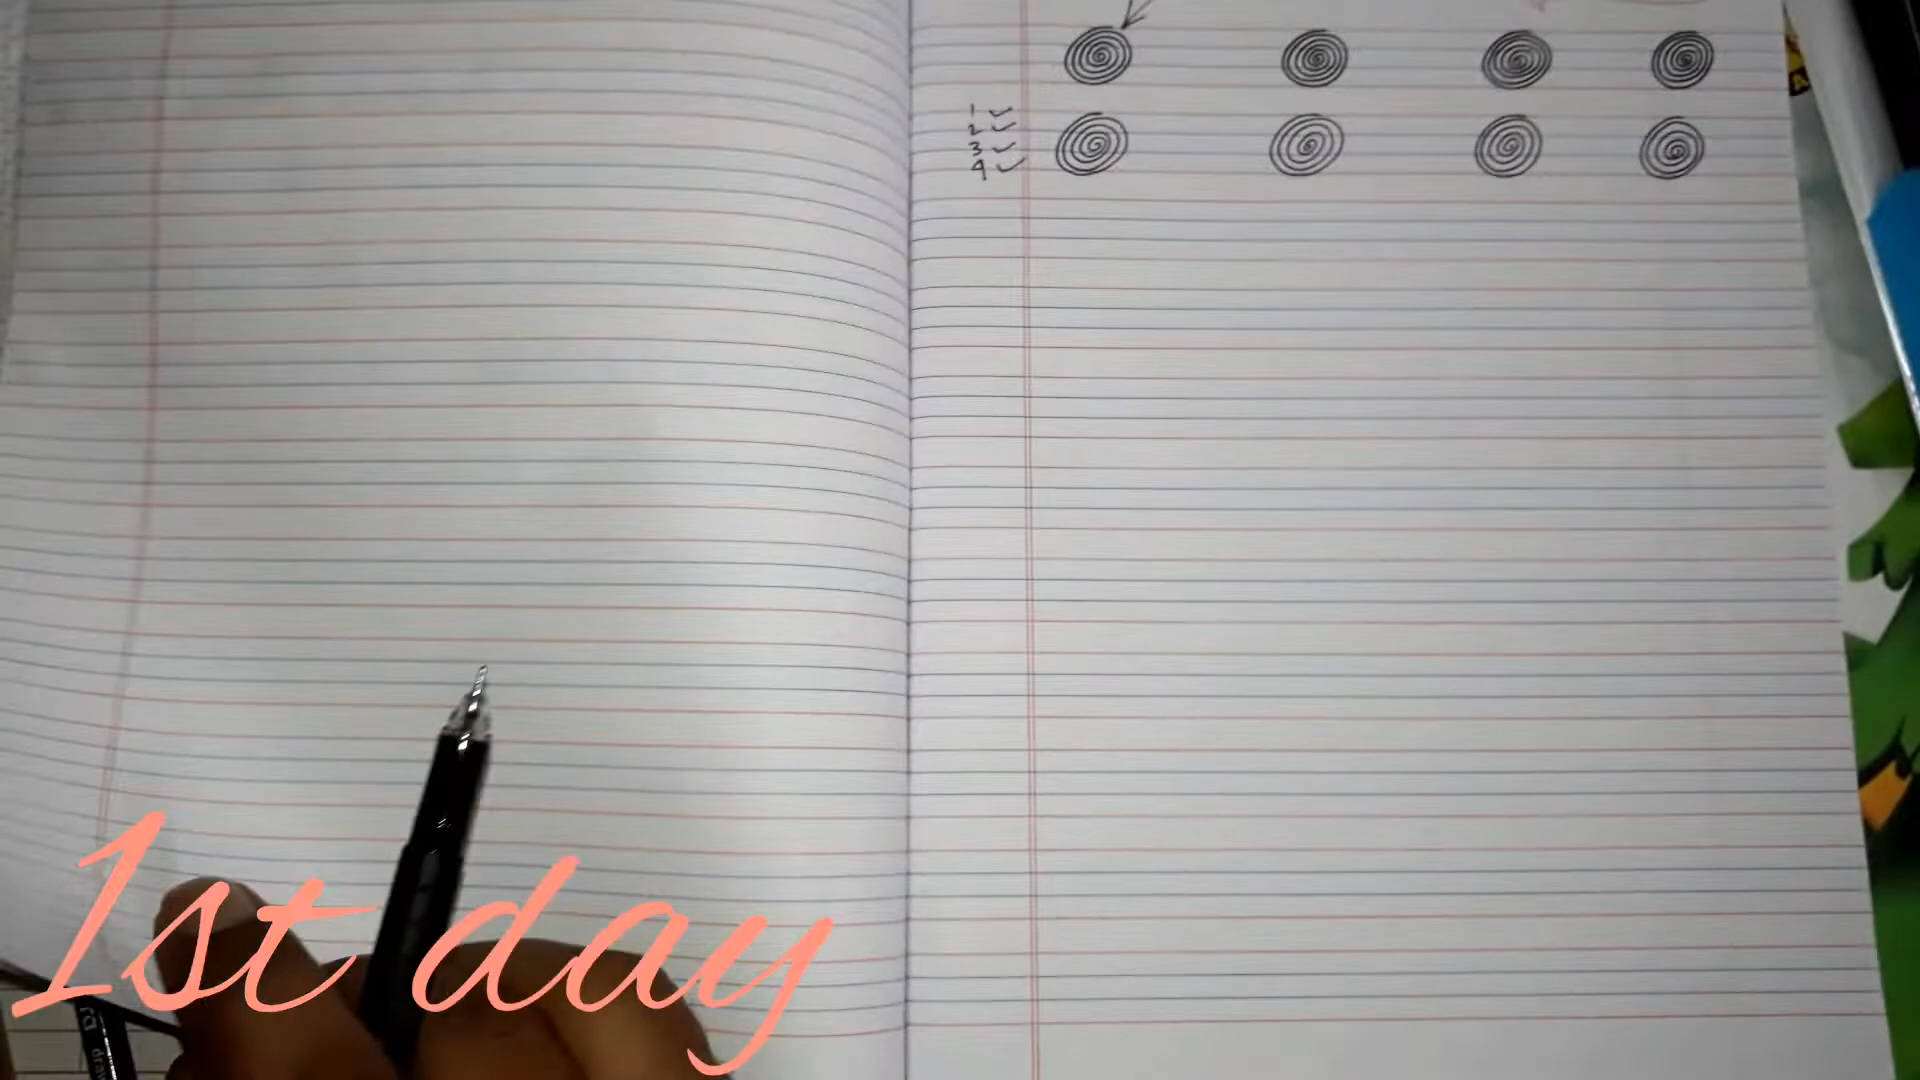 1 ✓
2 ✓
3 ✓
4 ✓
1st day